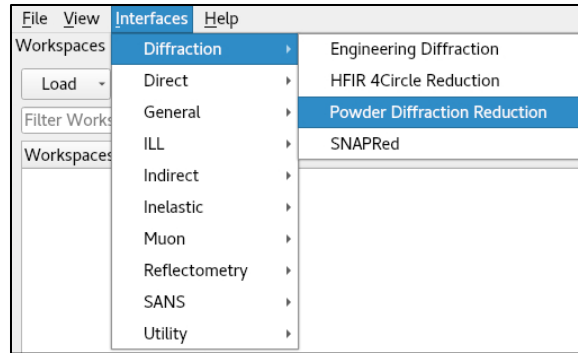 File View Interfaces Help
Workspaces
Load
Filter Works
Workspaces
Diffraction
Direct
General
ILL
Indirect
Inelastic
Muon
Reflectometry
SANS
Utility
Engineering Diffraction
HFIR 4Circle Reduction
Powder Diffraction Reduction
SNAPRed